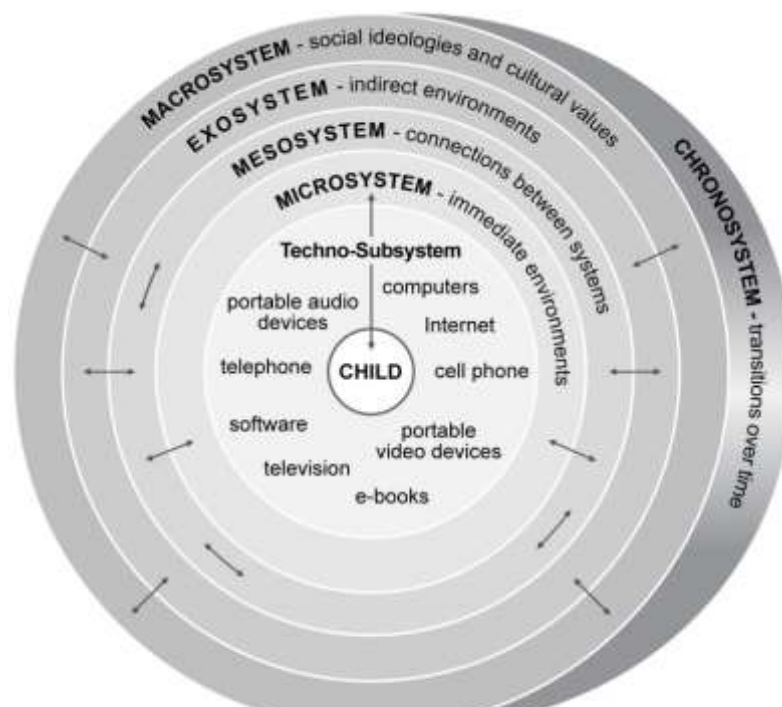 MACROSYSTEM - social ideologies and cultural values
EXOSYSTEM - indirect environments
MESOSYSTEM - connections between systems
MICROSYSTEM - immediate environments
CHRONOSYSTEM - transitions over time
Techno-Subsystem
computers
portable audio
devices
Internet
telephone
CHILD
cell phone
software
portable
video devices
television
e-books